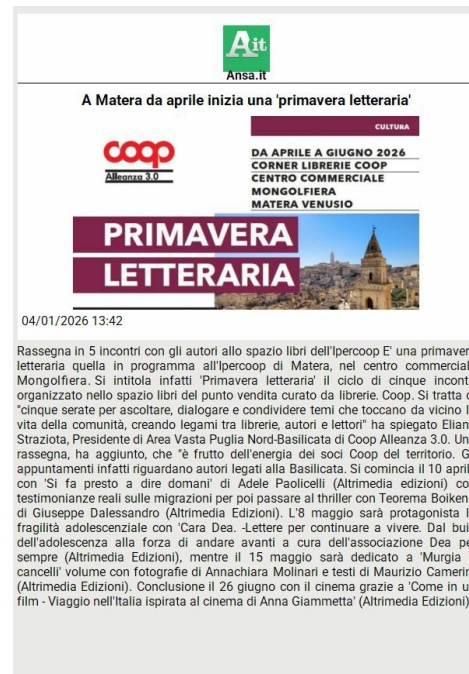 Ait
Ansa.it
A Matera da aprile inizia una 'primavera letteraria'
CULTURA
coop
Alleanza 3.0
DA APRILE A GIUGNO 2026
CORNER LIBRERIE COOP
CENTRO COMMERCIALE
MONGOLFIERA
MATERA VENUSIO
PRIMAVERA
LETTERARIA
04/01/2026 13:42
Rassegna in 5 incontri con gli autori allo spazio libri dell'Ipercoop E' una primaver
letteraria quella in programma all'Ipercoop di Matera, nel centro commercial
Mongolfiera. Si intitola infatti 'Primavera letteraria' il ciclo di cinque incont
organizzato nello spazio libri del punto vendita curato da librerie. Coop. Si tratta
"cinque serate per ascoltare, dialogare e condividere temi che toccano da vicino l
vita della comunità, creando legami tra librerie, autori e lettori" ha spiegato Elian
Straziota, Presidente di Area Vasta Puglia Nord-Basilicata di Coop Alleanza 3.0. Un
rassegna, ha aggiunto, che "è frutto dell'energia dei soci Coop del territorio. G
appuntamenti infatti riguardano autori legati alla Basilicata. Si comincia il 10 april
con 'Si fa presto a dire domani' di Adele Paolicelli (Altrimedia edizioni) co
testimonianze reali sulle migrazioni per poi passare al thriller con Teorema Boiken
di Giuseppe Dalessandro (Altrimedia Edizioni). L'8 maggio sarà protagonista l
fragilità adolescenziale con 'Cara Dea. -Lettere per continuare a vivere. Dal bui
dell'adolescenza alla forza di andare avanti a cura dell'associazione Dea pe
sempre (Altrimedia Edizioni), mentre il 15 maggio sarà dedicato a 'Murgia
cancelli' volume con fotografie di Annachiara Molinari e testi di Maurizio Camerin
(Altrimedia Edizioni). Conclusione il 26 giugno con il cinema grazie a 'Come in u
film - Viaggio nell'Italia ispirata al cinema di Anna Giammetta' (Altrimedia Edizioni)